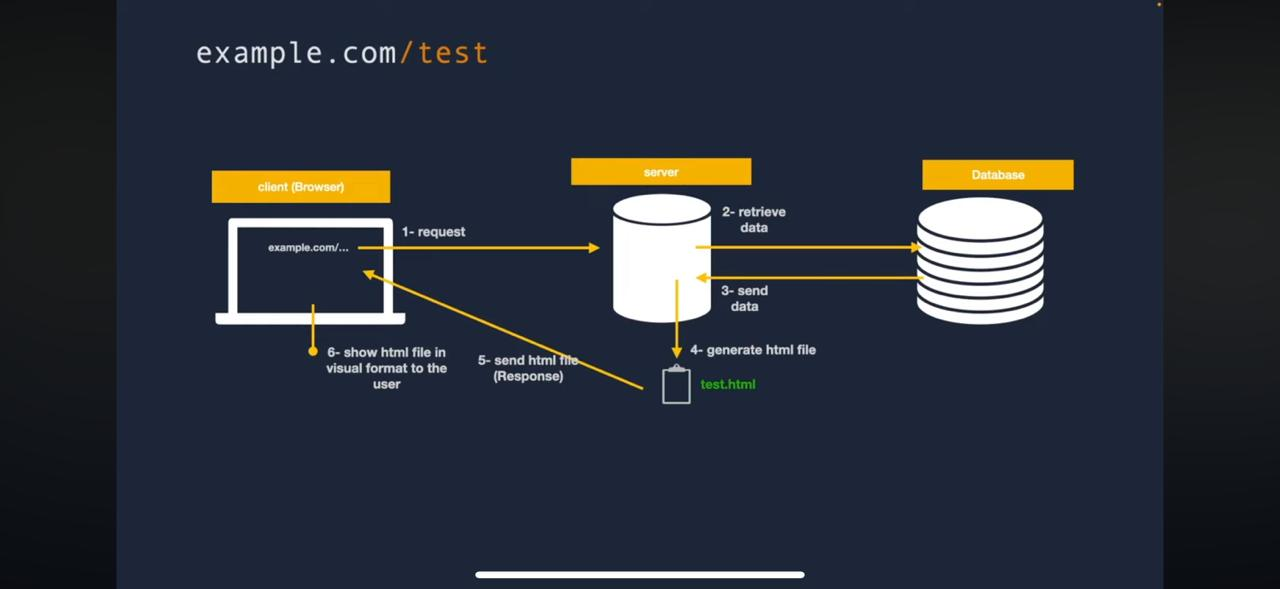 example.com/test
client (Browser)
server
Database
example.com/...
1- request
2- retrieve
data
3- send
data
4- generate html file
test.html
5- send html file
(Response)
6- show html file in
visual format to the
user